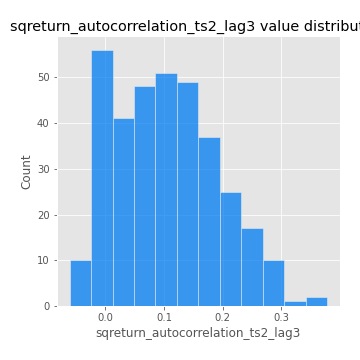 sqreturn_autocorrelation_ts2_lag3 value distribut
50
40
30
20
10
0
Count
0.0 0.1 0.2 0.3
sqreturn_autocorrelation_ts2_lag3